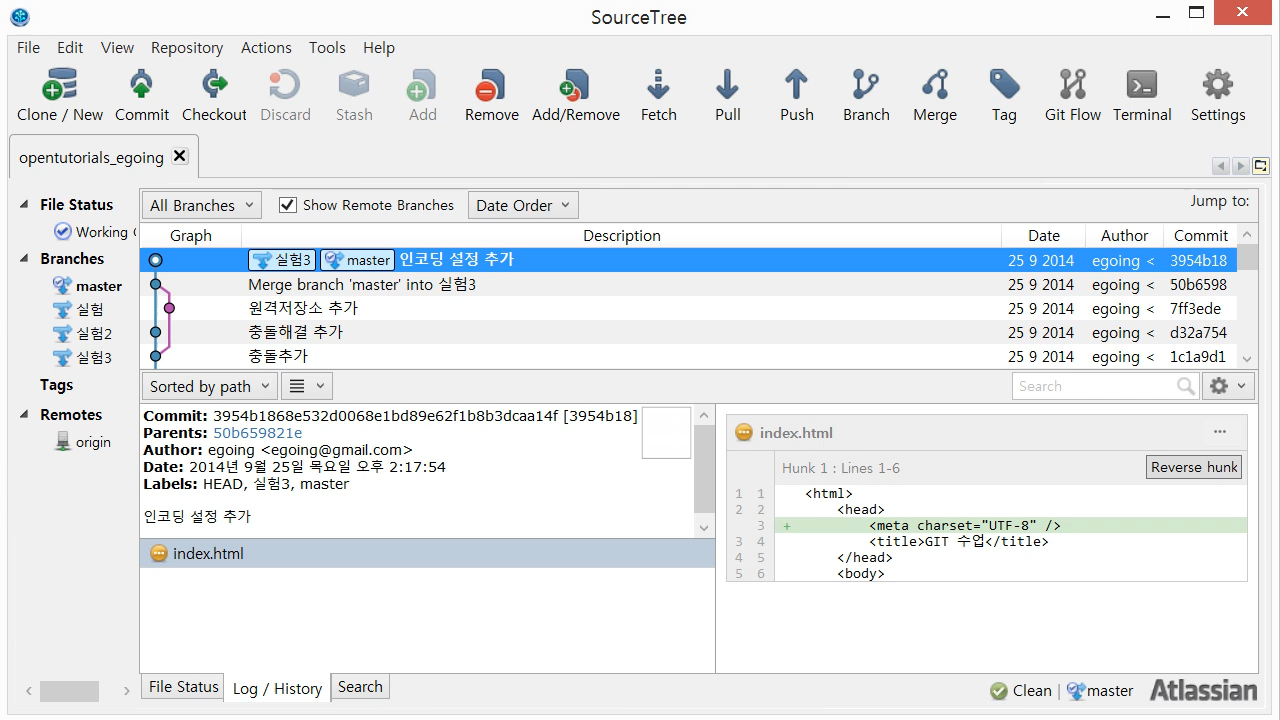 SourceTree
File Edit View Repository Actions Tools Help
Clone / New Commit Checkout Discard Stash Add Remove Add/Remove Fetch Pull Push Branch Merge Tag Git Flow Terminal Settings
opentutorials_egoing
File Status
Working
Branches
master
실험
실험2
실험3
Tags
Remotes
origin
All Branches Show Remote Branches Date Order Jump to:
Graph Description Date Author Commit
실험3 master 인코딩 설정 추가 25 9 2014 egoing < 3954b18
Merge branch 'master' into 실험3 25 9 2014 egoing < 50b6598
원격저장소 추가 25 9 2014 egoing < 7ff3ede
충돌해결 추가 25 9 2014 egoing < d32a754
충돌추가 25 9 2014 egoing < 1c1a9d1
Sorted by path Search
Commit: 3954b1868e532d0068e1bd89e62f1b8b3dcaa14f [3954b18]
Parents: 50b659821e
Author: egoing <egoing@gmail.com>
Date: 2014년 9월 25일 목요일 오후 2:17:54
Labels: HEAD, 실험3, master
인코딩 설정 추가
index.html
index.html ...
Hunk 1 : Lines 1-6 Reverse hunk
1 1 <html>
2 2 <head>
3 + <meta charset="UTF-8" />
3 4 <title>GIT 수업</title>
4 5 </head>
5 6 <body>
File Status Log / History Search
Clean | master Atlassian